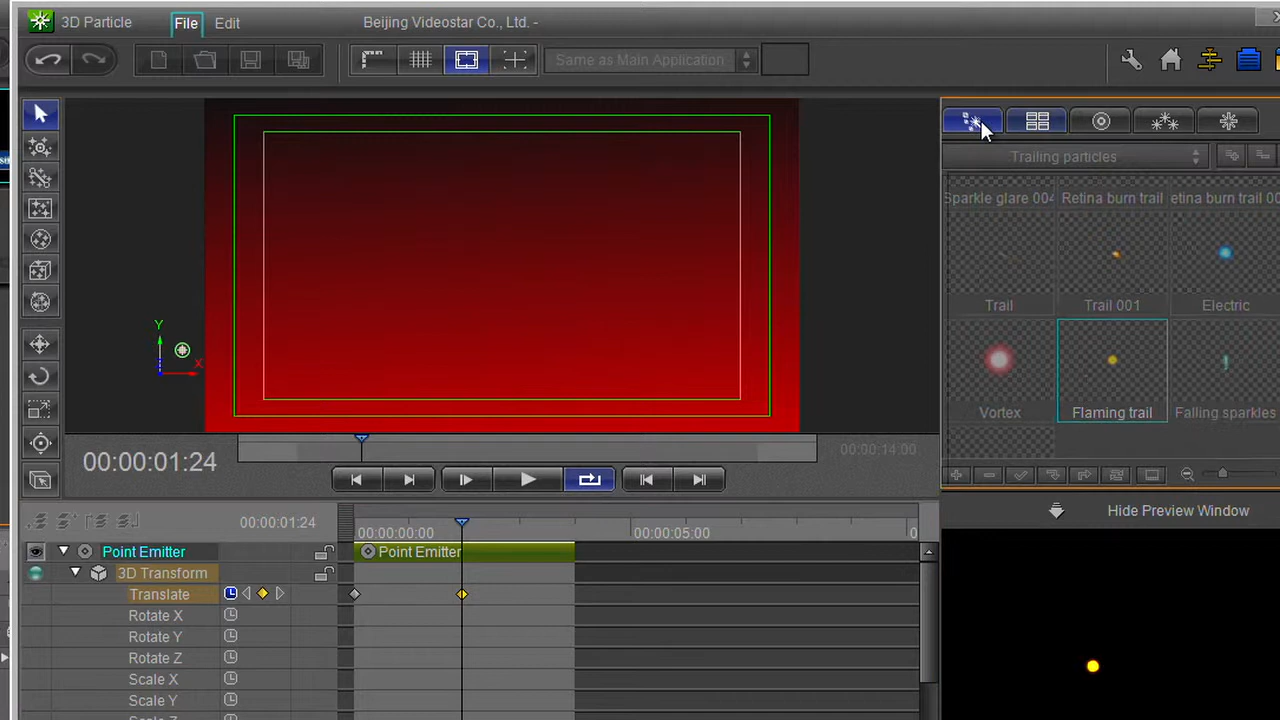 3D Particle File Edit Beijing Videostar Co., Ltd. -
Same as Main Application
Trailing particles
Sparkle glare 004 Retina burn trail etina burn trail 00
Trail Trail 001 Electric
Vortex Flaming trail Falling sparkles
Y
X
00:00:01:24
00:00:14:00
00:00:01:24
00:00:00:00 00:00:05:00 0
Hide Preview Window
Point Emitter Point Emitter
3D Transform
Translate
Rotate X
Rotate Y
Rotate Z
Scale X
Scale Y
Scale Z